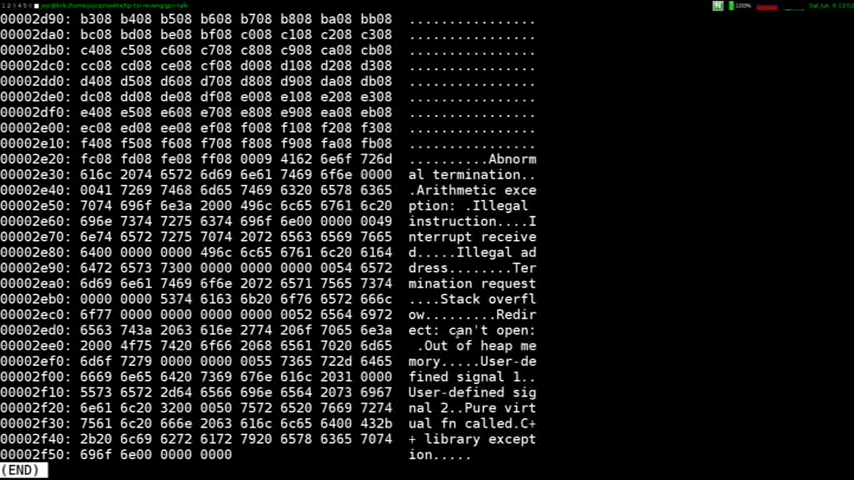 100%
00002d90: b308 b408 b508 b608 b708 b808 ba08 bb08 ................
00002da0: bc08 bd08 be08 bf08 c008 c108 c208 c308 ................
00002db0: c408 c508 c608 c708 c808 c908 ca08 cb08 ................
00002dc0: cc08 cd08 ce08 cf08 d008 d108 d208 d308 ................
00002dd0: d408 d508 d608 d708 d808 d908 da08 db08 ................
00002de0: dc08 dd08 de08 df08 e008 e108 e208 e308 ................
00002df0: e408 e508 e608 e708 e808 e908 ea08 eb08 ................
00002e00: ec08 ed08 ee08 ef08 f008 f108 f208 f308 ................
00002e10: f408 f508 f608 f708 f808 f908 fa08 fb08 ................
00002e20: fc08 fd08 fe08 ff08 0009 4162 6e6f 726d ..........Abnorm
00002e30: 616c 2074 6572 6d69 6e61 7469 6f6e 0000 al termination..
00002e40: 0041 7269 7468 6d65 7469 6320 6578 6365 .Arithmetic exce
00002e50: 7074 696f 6e3a 2000 496c 6c65 6761 6c20 ption: .Illegal
00002e60: 696e 7374 7275 6374 696f 6e00 0000 0049 instruction....I
00002e70: 6e74 6572 7275 7074 2072 6563 6569 7665 nterrupt receive
00002e80: 6400 0000 0000 496c 6c65 6761 6c20 6164 d.....Illegal ad
00002e90: 6472 6573 7300 0000 0000 0000 0054 6572 dress........Ter
00002ea0: 6d69 6e61 7469 6f6e 2072 6571 7565 7374 mination request
00002eb0: 0000 0000 5374 6163 6b20 6f76 6572 666c ....Stack overfl
00002ec0: 6f77 0000 0000 0000 0000 0052 6564 6972 ow.........Redir
00002ed0: 6563 743a 2063 616e 2774 206f 7065 6e3a ect: can't open:
00002ee0: 2000 4f75 7420 6f66 2068 6561 7020 6d65 .Out of heap me
00002ef0: 6d6f 7279 0000 0000 0055 7365 722d 6465 mory.....User-de
00002f00: 6669 6e65 6420 7369 676e 616c 2031 0000 fined signal 1..
00002f10: 5573 6572 2d64 6566 696e 6564 2073 6967 User-defined sig
00002f20: 6e61 6c20 3200 0050 7572 6520 7669 7274 nal 2..Pure virt
00002f30: 7561 6c20 666e 2063 616c 6c65 6400 432b ual fn called.C+
00002f40: 2b20 6c69 6272 6172 7920 6578 6365 7074 + library except
00002f50: 696f 6e00 0000 0000 ion.....
(END)